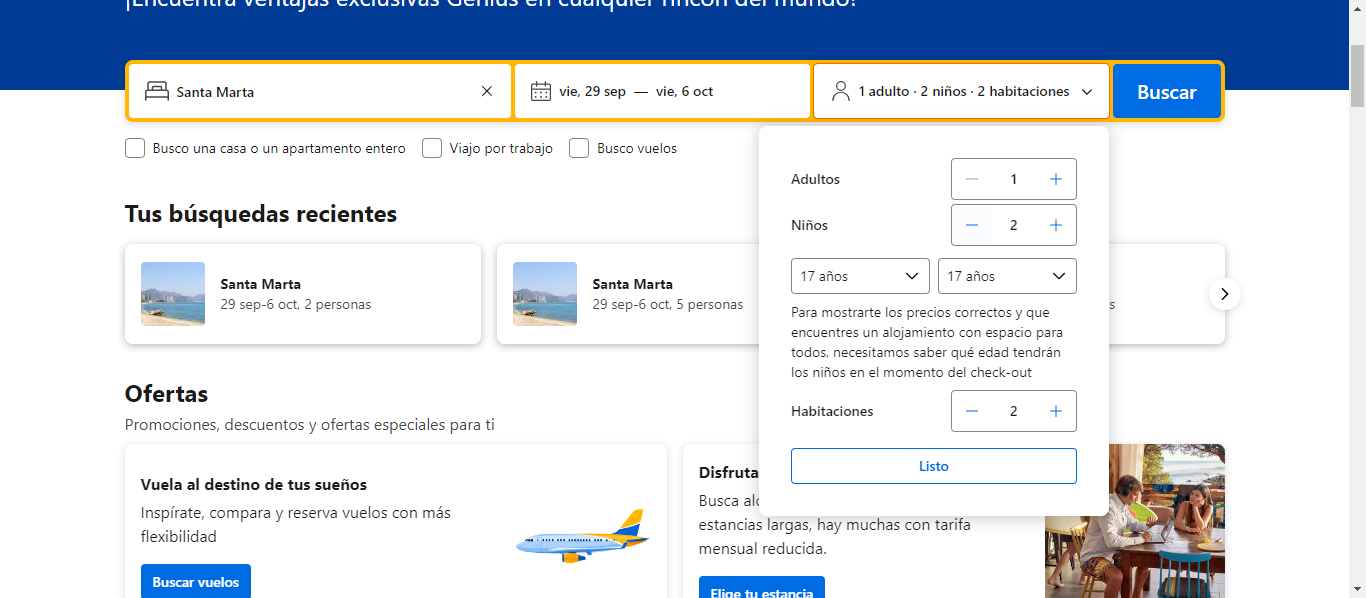 ¡Encuentra ventajas exclusivas Genius en cualquier rincón del mundo!
Santa Marta
vie, 29 sep — vie, 6 oct
1 adulto · 2 niños · 2 habitaciones
Buscar
Busco una casa o un apartamento entero
Viajo por trabajo
Busco vuelos
Adultos
1
Niños
2
17 años
17 años
Para mostrarte los precios correctos y que
encuentres un alojamiento con espacio para
todos, necesitamos saber qué edad tendrán
los niños en el momento del check-out
Habitaciones
2
Listo
Tus búsquedas recientes
Santa Marta
29 sep-6 oct, 2 personas
Santa Marta
29 sep-6 oct, 5 personas
s
Ofertas
Promociones, descuentos y ofertas especiales para ti
Vuela al destino de tus sueños
Inspírate, compara y reserva vuelos con más
flexibilidad
Buscar vuelos
Disfruta
Busca
estancias largas, hay muchas con tarifa
mensual reducida.
Elige tu estancia